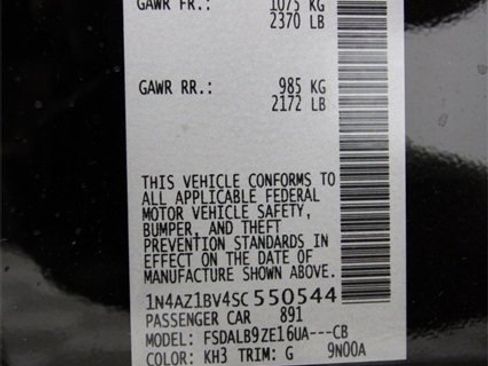 GAWR FR.: 1075 KG
2370 LB
GAWR RR.: 985 KG
2172 LB
THIS VEHICLE CONFORMS TO
ALL APPLICABLE FEDERAL
MOTOR VEHICLE SAFETY,
BUMPER, AND THEFT
PREVENTION STANDARDS IN
EFFECT ON THE DATE OF
MANUFACTURE SHOWN ABOVE.
1N4AZ1BV4SC550544
PASSENGER CAR 891
MODEL: FSDALB9ZE16UA---CB
COLOR: KH3 TRIM: G 9N00A